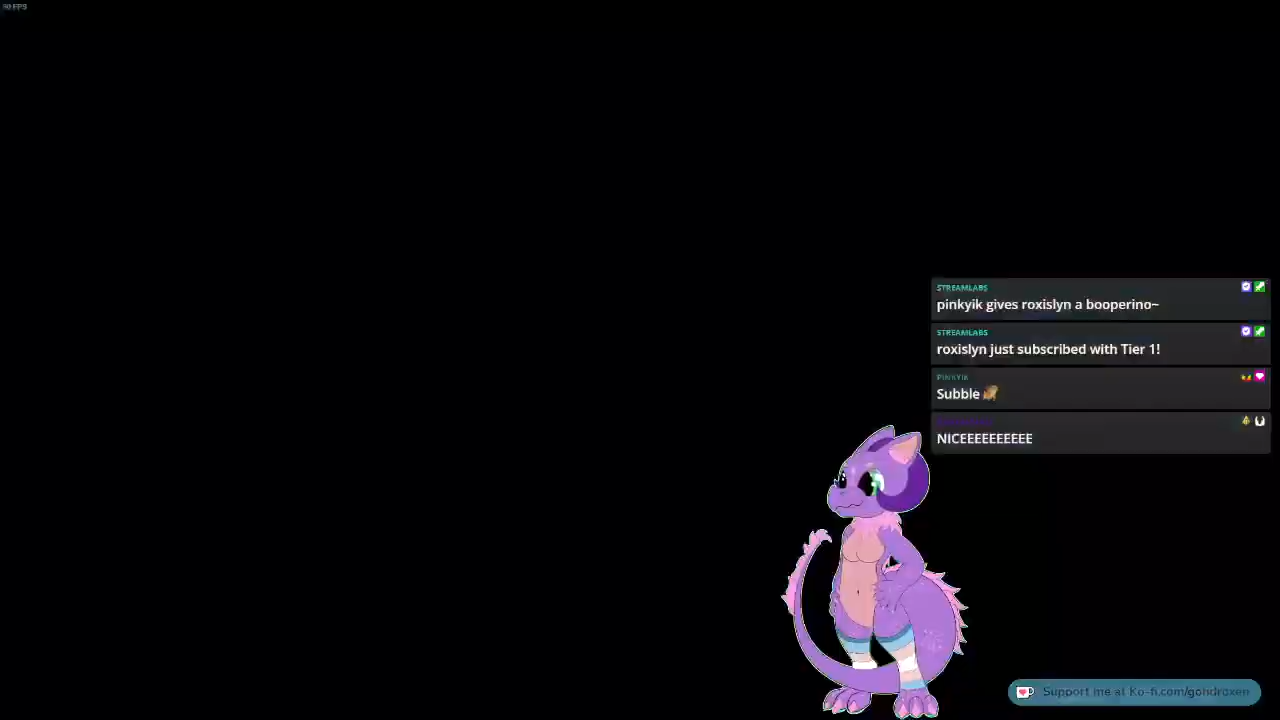 STREAMLABS
pinkyik gives roxislyn a booperino~
STREAMLABS
roxislyn just subscribed with Tier 1!
PINKYIK
Subble
NICEEEEEEEEEE
Support me at Ko-fi.com/gohdroxen